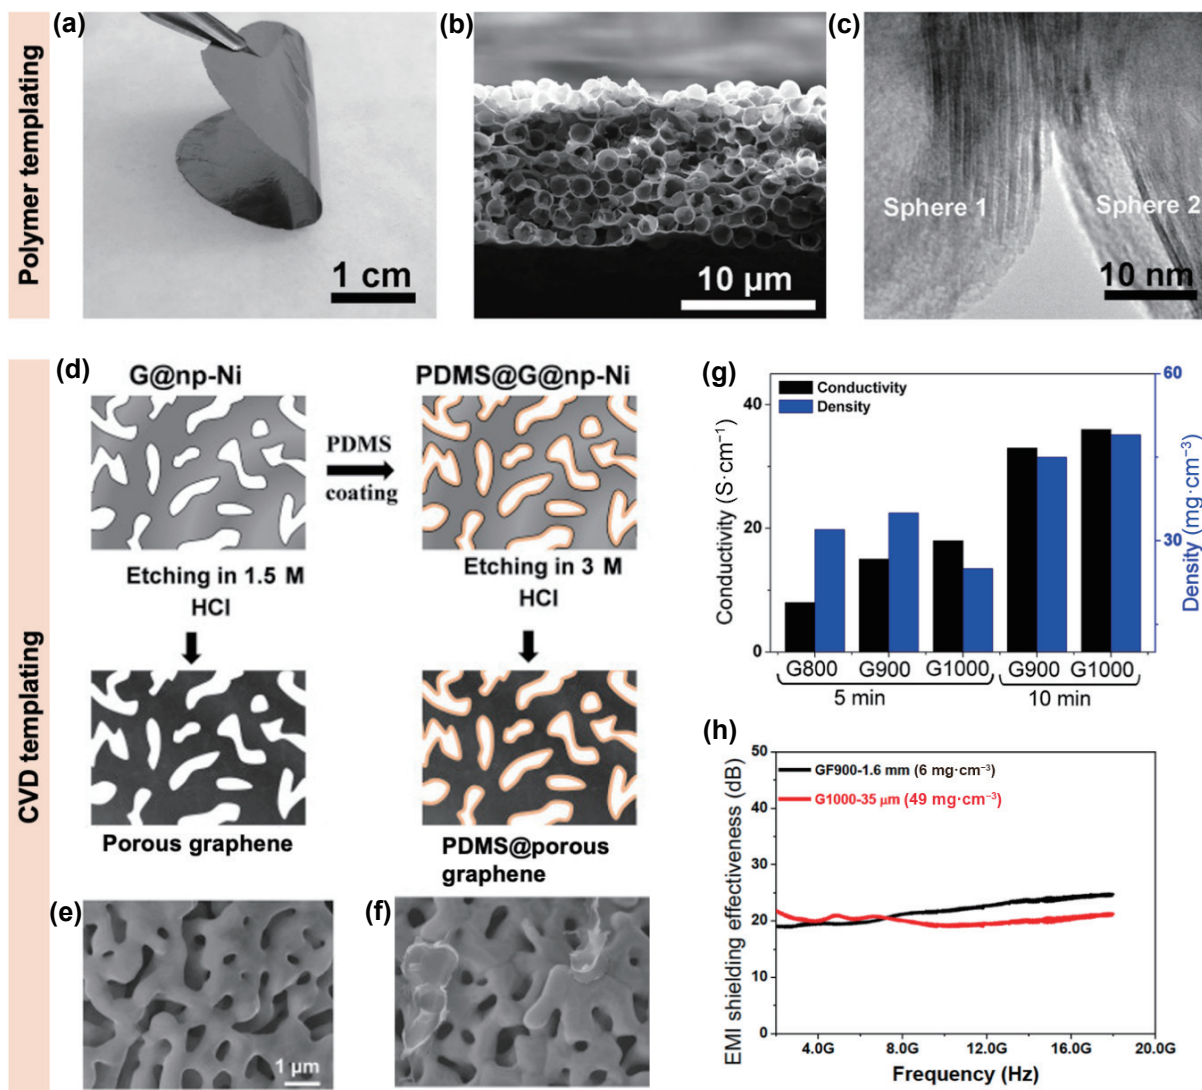 Polymer templating
(a)
1 cm
(b)
10 µm
(c)
Sphere 1
Sphere 2
10 nm
CVD templating
(d)
G@np-Ni
PDMS@G@np-Ni
PDMS
coating
Etching in 1.5 M
HCl
Etching in 3 M
HCl
Porous graphene
PDMS@porous
graphene
(e)
1 µm
(f)
(g)
Conductivity (S·cm⁻¹)
40
20
0
Conductivity
Density
60
30
0
Density (mg·cm⁻³)
G800
G900
G1000
G900
G1000
5 min
10 min
(h)
EMI shielding effectiveness (dB)
50
40
30
20
10
0
GF900-1.6 mm (6 mg·cm⁻³)
G1000-35 µm (49 mg·cm⁻³)
4.0G
8.0G
12.0G
16.0G
20.0G
Frequency (Hz)